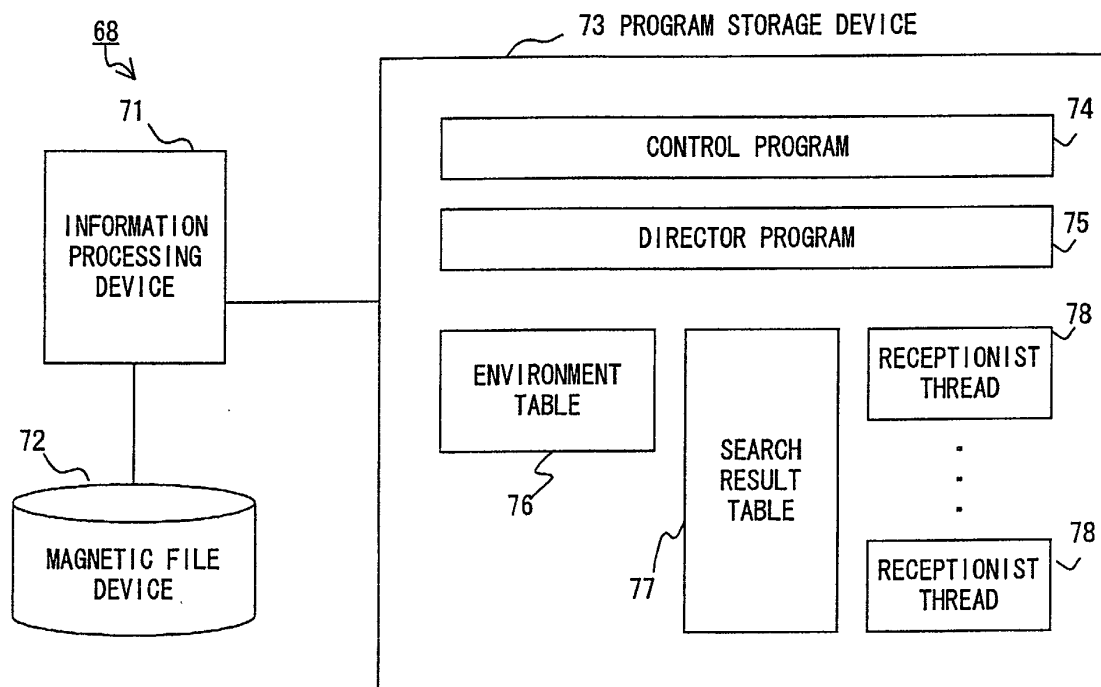 68
73 PROGRAM STORAGE DEVICE
71
INFORMATION
PROCESSING
DEVICE
72
MAGNETIC FILE
DEVICE
74
CONTROL PROGRAM
75
DIRECTOR PROGRAM
ENVIRONMENT
TABLE
76
SEARCH
RESULT
TABLE
77
78
RECEPTIONIST
THREAD
78
RECEPTIONIST
THREAD